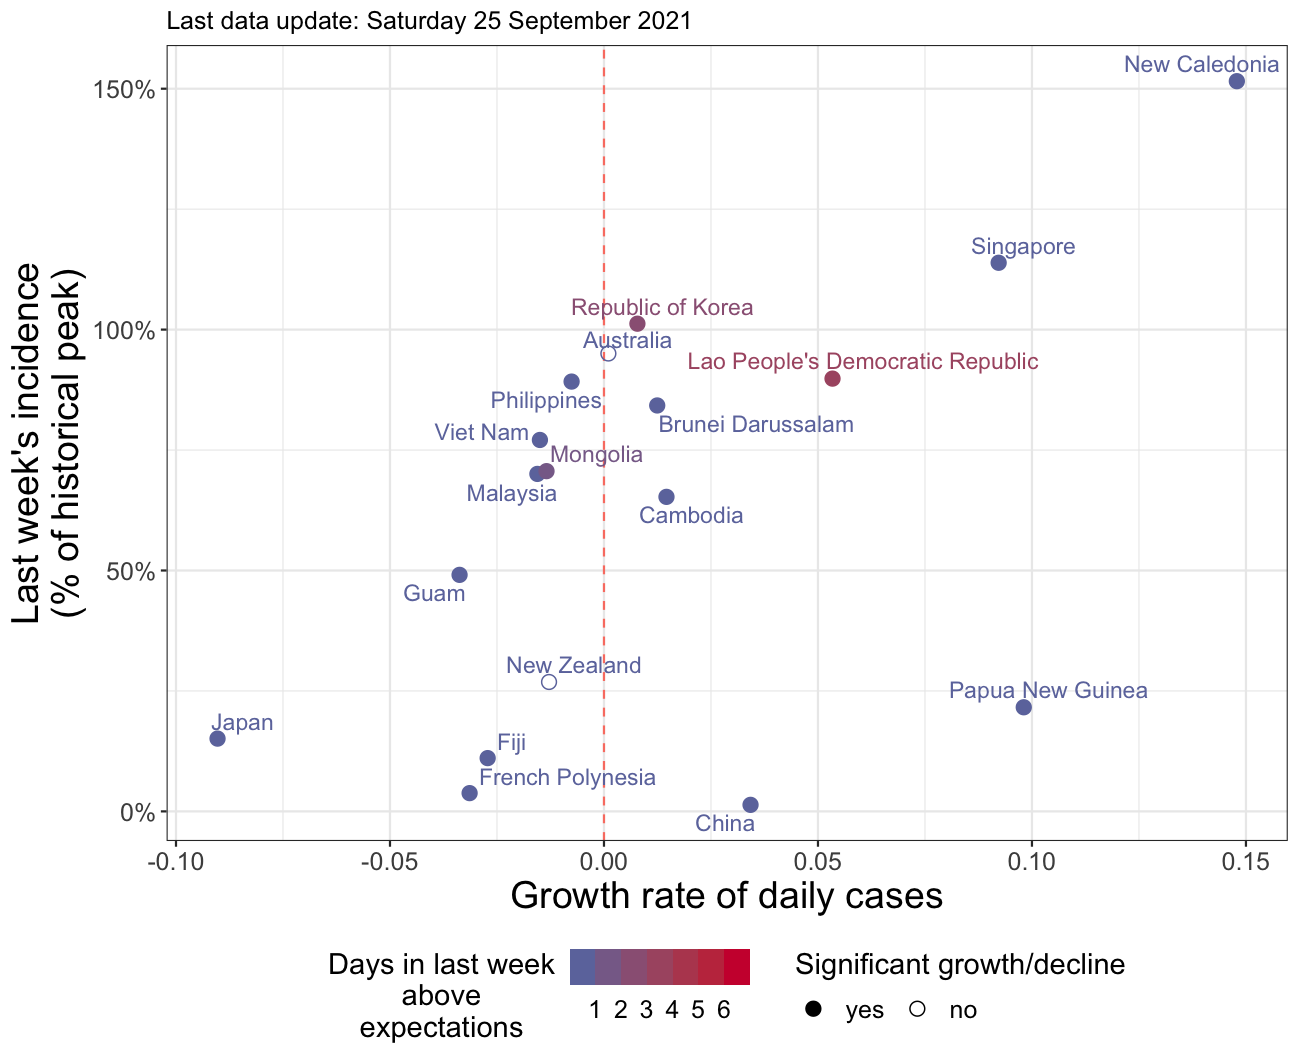 Last data update: Saturday 25 September 2021
Last week's incidence
(% of historical peak)
150%
100%
50%
0%
New Caledonia
Singapore
Republic of Korea
Australia
Lao People's Democratic Republic
Philippines
Brunei Darussalam
Viet Nam
Mongolia
Malaysia
Cambodia
Guam
New Zealand
Papua New Guinea
Japan
Fiji
French Polynesia
China
-0.10 -0.05 0.00 0.05 0.10 0.15
Growth rate of daily cases
Days in last week
above
expectations
1 2 3 4 5 6
Significant growth/decline
yes no